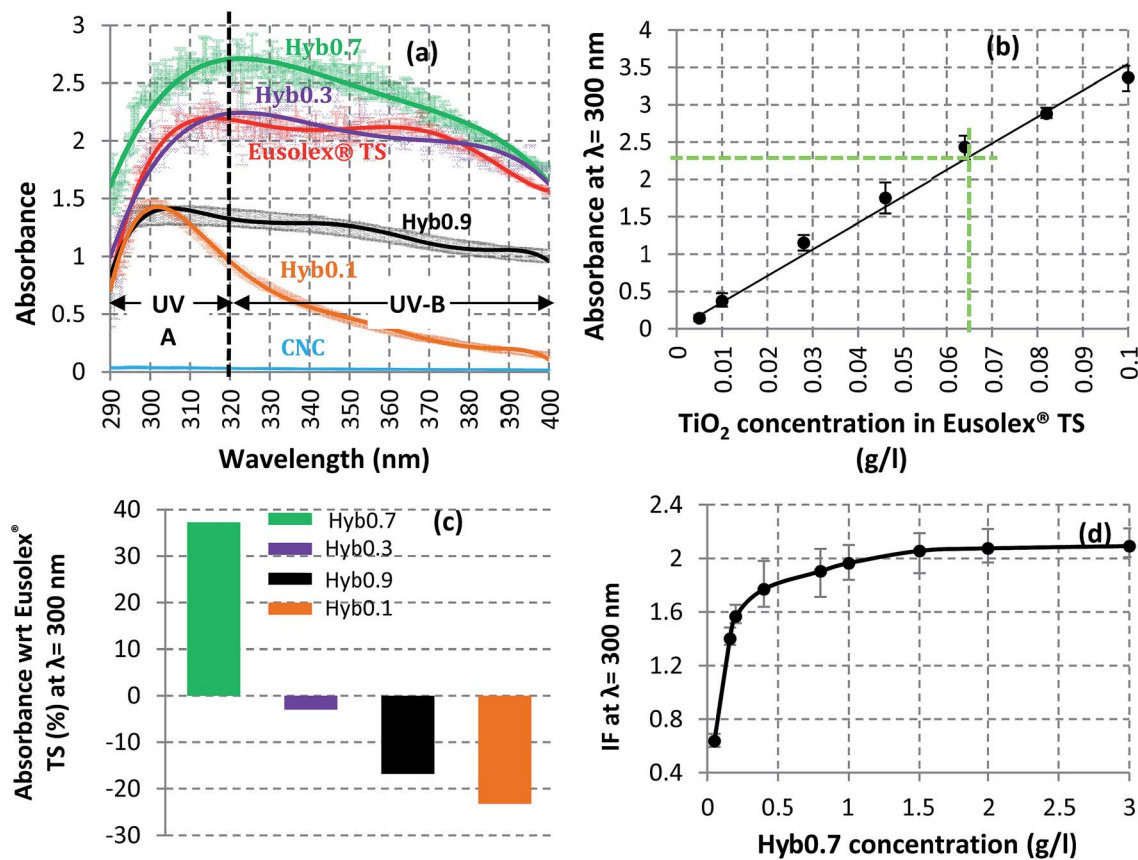 3
2.5
2
1.5
1
0.5
0
Absorbance
(a)
Hyb0.7
Hyb0.3
Eusolex® TS
Hyb0.9
Hyb0.1
UV
A
UV-B
CNC
290
300
310
320
330
340
350
360
370
380
390
400
Wavelength (nm)
4
3.5
3
2.5
2
1.5
1
0.5
0
Absorbance at λ= 300 nm
(b)
0
0.01
0.02
0.03
0.04
0.05
0.06
0.07
0.08
0.09
0.1
TiO₂ concentration in Eusolex® TS
(g/l)
40
30
20
10
0
-10
-20
-30
Absorbance wrt Eusolex®
TS (%) at λ= 300 nm
(c)
Hyb0.7
Hyb0.3
Hyb0.9
Hyb0.1
2.4
2
1.6
1.2
0.8
0.4
IF at λ= 300 nm
(d)
0
0.5
1
1.5
2
2.5
3
Hyb0.7 concentration (g/l)